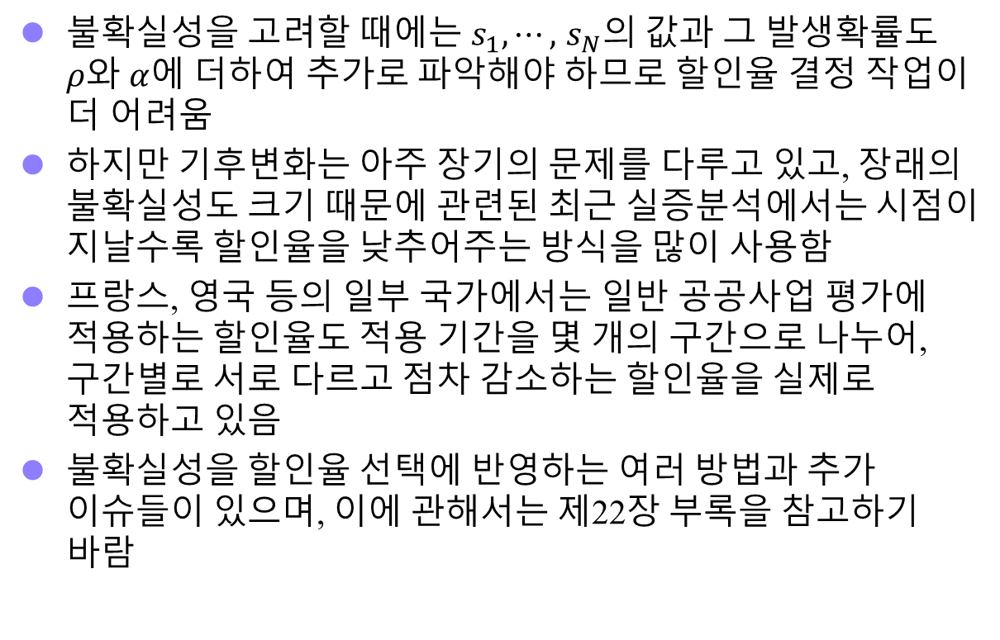 ● 불확실성을 고려할 때에는 𝑠₁, ⋯ , 𝑠_N의 값과 그 발생확률도
𝜌와 𝛼에 더하여 추가로 파악해야 하므로 할인율 결정 작업이
더 어려움
● 하지만 기후변화는 아주 장기의 문제를 다루고 있고, 장래의
불확실성도 크기 때문에 관련된 최근 실증분석에서는 시점이
지날수록 할인율을 낮추어주는 방식을 많이 사용함
● 프랑스, 영국 등의 일부 국가에서는 일반 공공사업 평가에
적용하는 할인율도 적용 기간을 몇 개의 구간으로 나누어,
구간별로 서로 다르고 점차 감소하는 할인율을 실제로
적용하고 있음
● 불확실성을 할인율 선택에 반영하는 여러 방법과 추가
이슈들이 있으며, 이에 관해서는 제22장 부록을 참고하기
바람